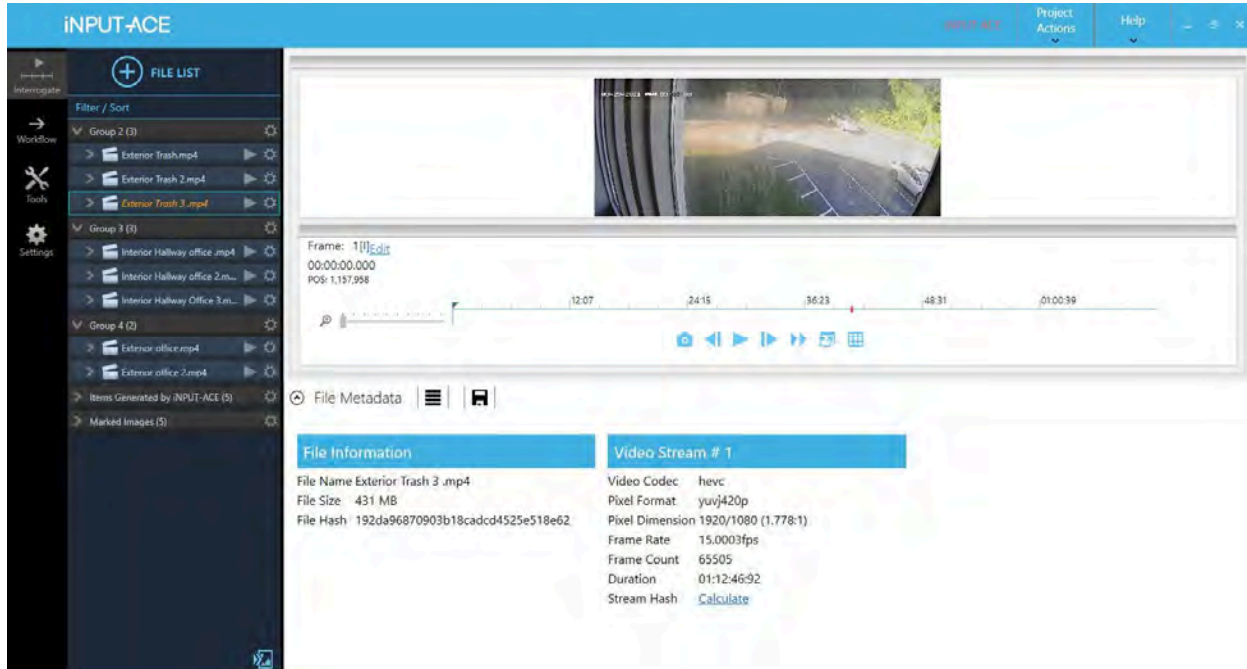 iNPUT-ACE
Project Actions
Help
Interrogate
Workflow
Tools
Settings
FILE LIST
Filter / Sort
Group 2 (3)
Exterior Trash.mp4
Exterior Trash 2.mp4
Exterior Trash 3 .mp4
Group 3 (3)
Interior Hallway office .mp4
Interior Hallway office 2.m...
Interior Hallway Office 3.m...
Group 4 (2)
Exterior office.mp4
Exterior office 2.mp4
Items Generated by iNPUT-ACE (5)
Marked Images (5)
Frame: 1[I]Edit
00:00:00.000
POS: 1,157,958
12:07 24:15 36:23 48:31 01:00:39
File Metadata
File Information
File Name Exterior Trash 3 .mp4
File Size 431 MB
File Hash 192da96870903b18cadcd4525e518e62
Video Stream # 1
Video Codec hevc
Pixel Format yuvj420p
Pixel Dimension 1920/1080 (1.778:1)
Frame Rate 15.0003fps
Frame Count 65505
Duration 01:12:46:92
Stream Hash Calculate